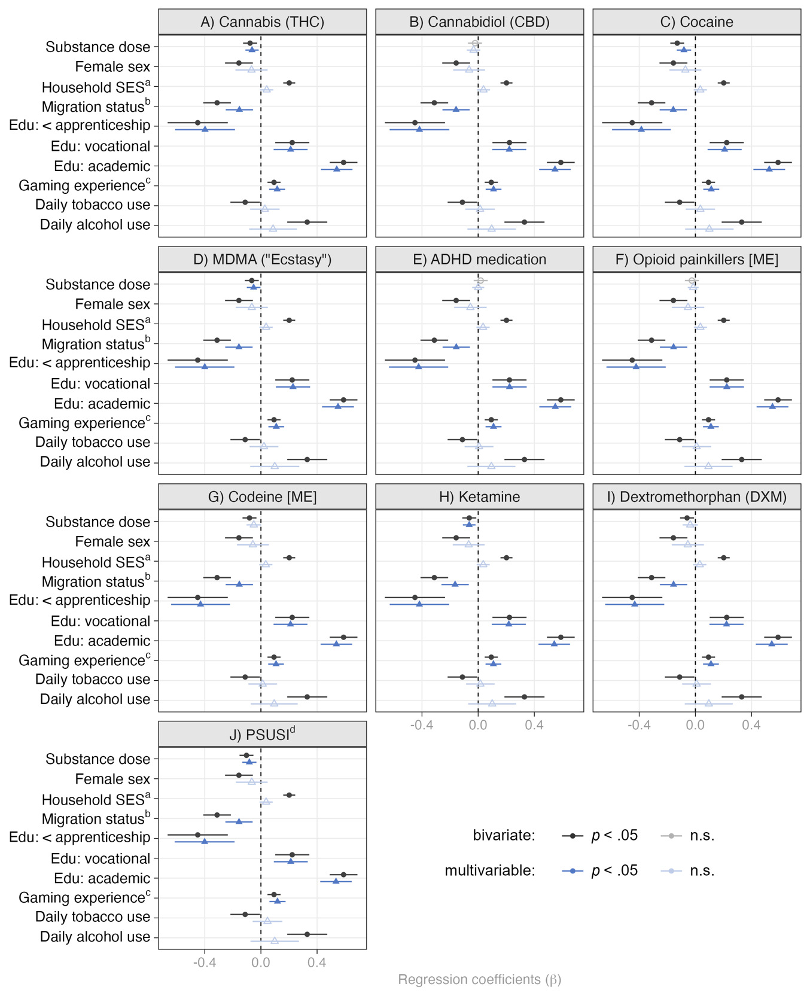 A) Cannabis (THC)
B) Cannabidiol (CBD)
C) Cocaine
Substance dose
Female sex
Household SESᵃ
Migration statusᵇ
Edu: < apprenticeship
Edu: vocational
Edu: academic
Gaming experienceᶜ
Daily tobacco use
Daily alcohol use
D) MDMA ("Ecstasy")
E) ADHD medication
F) Opioid painkillers [ME]
Substance dose
Female sex
Household SESᵃ
Migration statusᵇ
Edu: < apprenticeship
Edu: vocational
Edu: academic
Gaming experienceᶜ
Daily tobacco use
Daily alcohol use
G) Codeine [ME]
H) Ketamine
I) Dextromethorphan (DXM)
Substance dose
Female sex
Household SESᵃ
Migration statusᵇ
Edu: < apprenticeship
Edu: vocational
Edu: academic
Gaming experienceᶜ
Daily tobacco use
Daily alcohol use
-0.4 0.0 0.4
-0.4 0.0 0.4
J) PSUSIᵈ
Substance dose
Female sex
Household SESᵃ
Migration statusᵇ
Edu: < apprenticeship
Edu: vocational
Edu: academic
Gaming experienceᶜ
Daily tobacco use
Daily alcohol use
-0.4 0.0 0.4
bivariate: p < .05 n.s.
multivariable: p < .05 n.s.
Regression coefficients (β)